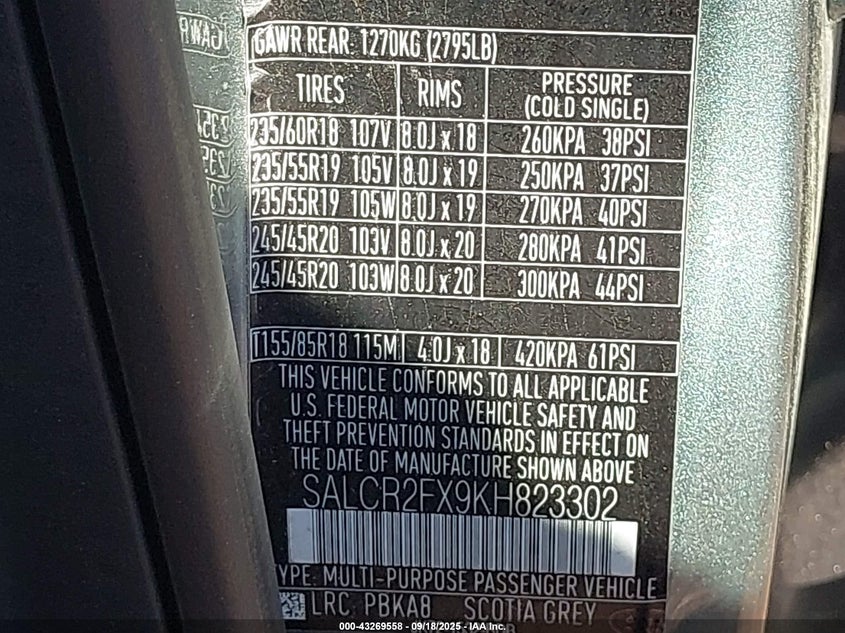 GAWR REAR. 1270KG (2795LB)
TIRES RIMS PRESSURE (COLD SINGLE)
235/60R18 107V 8.0J x 18 260KPA 38PSI
235/55R19 105V 8.0J x 19 250KPA 37PSI
235/55R19 105W 8.0J x 19 270KPA 40PSI
245/45R20 103V 8.0J x 20 280KPA 41PSI
245/45R20 103W 8.0J x 20 300KPA 44PSI
T155/85R18 115M 4.0J x 18 420KPA 61PSI
THIS VEHICLE CONFORMS TO ALL APPLICABLE
U.S. FEDERAL MOTOR VEHICLE SAFETY AND
THEFT PREVENTION STANDARDS IN EFFECT ON
THE DATE OF MANUFACTURE SHOWN ABOVE
SALCR2FX9KH823302
TYPE: MULTI-PURPOSE PASSENGER VEHICLE
LRC: PBKA8 SCOTIA GREY
000-43269558 - 09/18/2025 - IAA Inc.